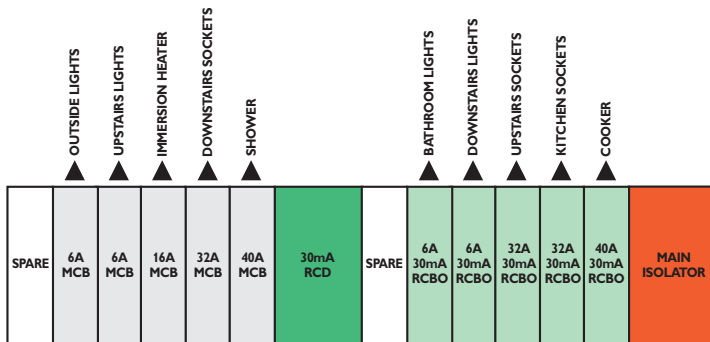 OUTSIDE LIGHTS
UPSTAIRS LIGHTS
IMMERSION HEATER
DOWNSTAIRS SOCKETS
SHOWER
BATHROOM LIGHTS
DOWNSTAIRS LIGHTS
UPSTAIRS SOCKETS
KITCHEN SOCKETS
COOKER
SPARE
6A
MCB
6A
MCB
16A
MCB
32A
MCB
40A
MCB
30mA
RCD
SPARE
6A
30mA
RCBO
6A
30mA
RCBO
32A
30mA
RCBO
32A
30mA
RCBO
40A
30mA
RCBO
MAIN
ISOLATOR